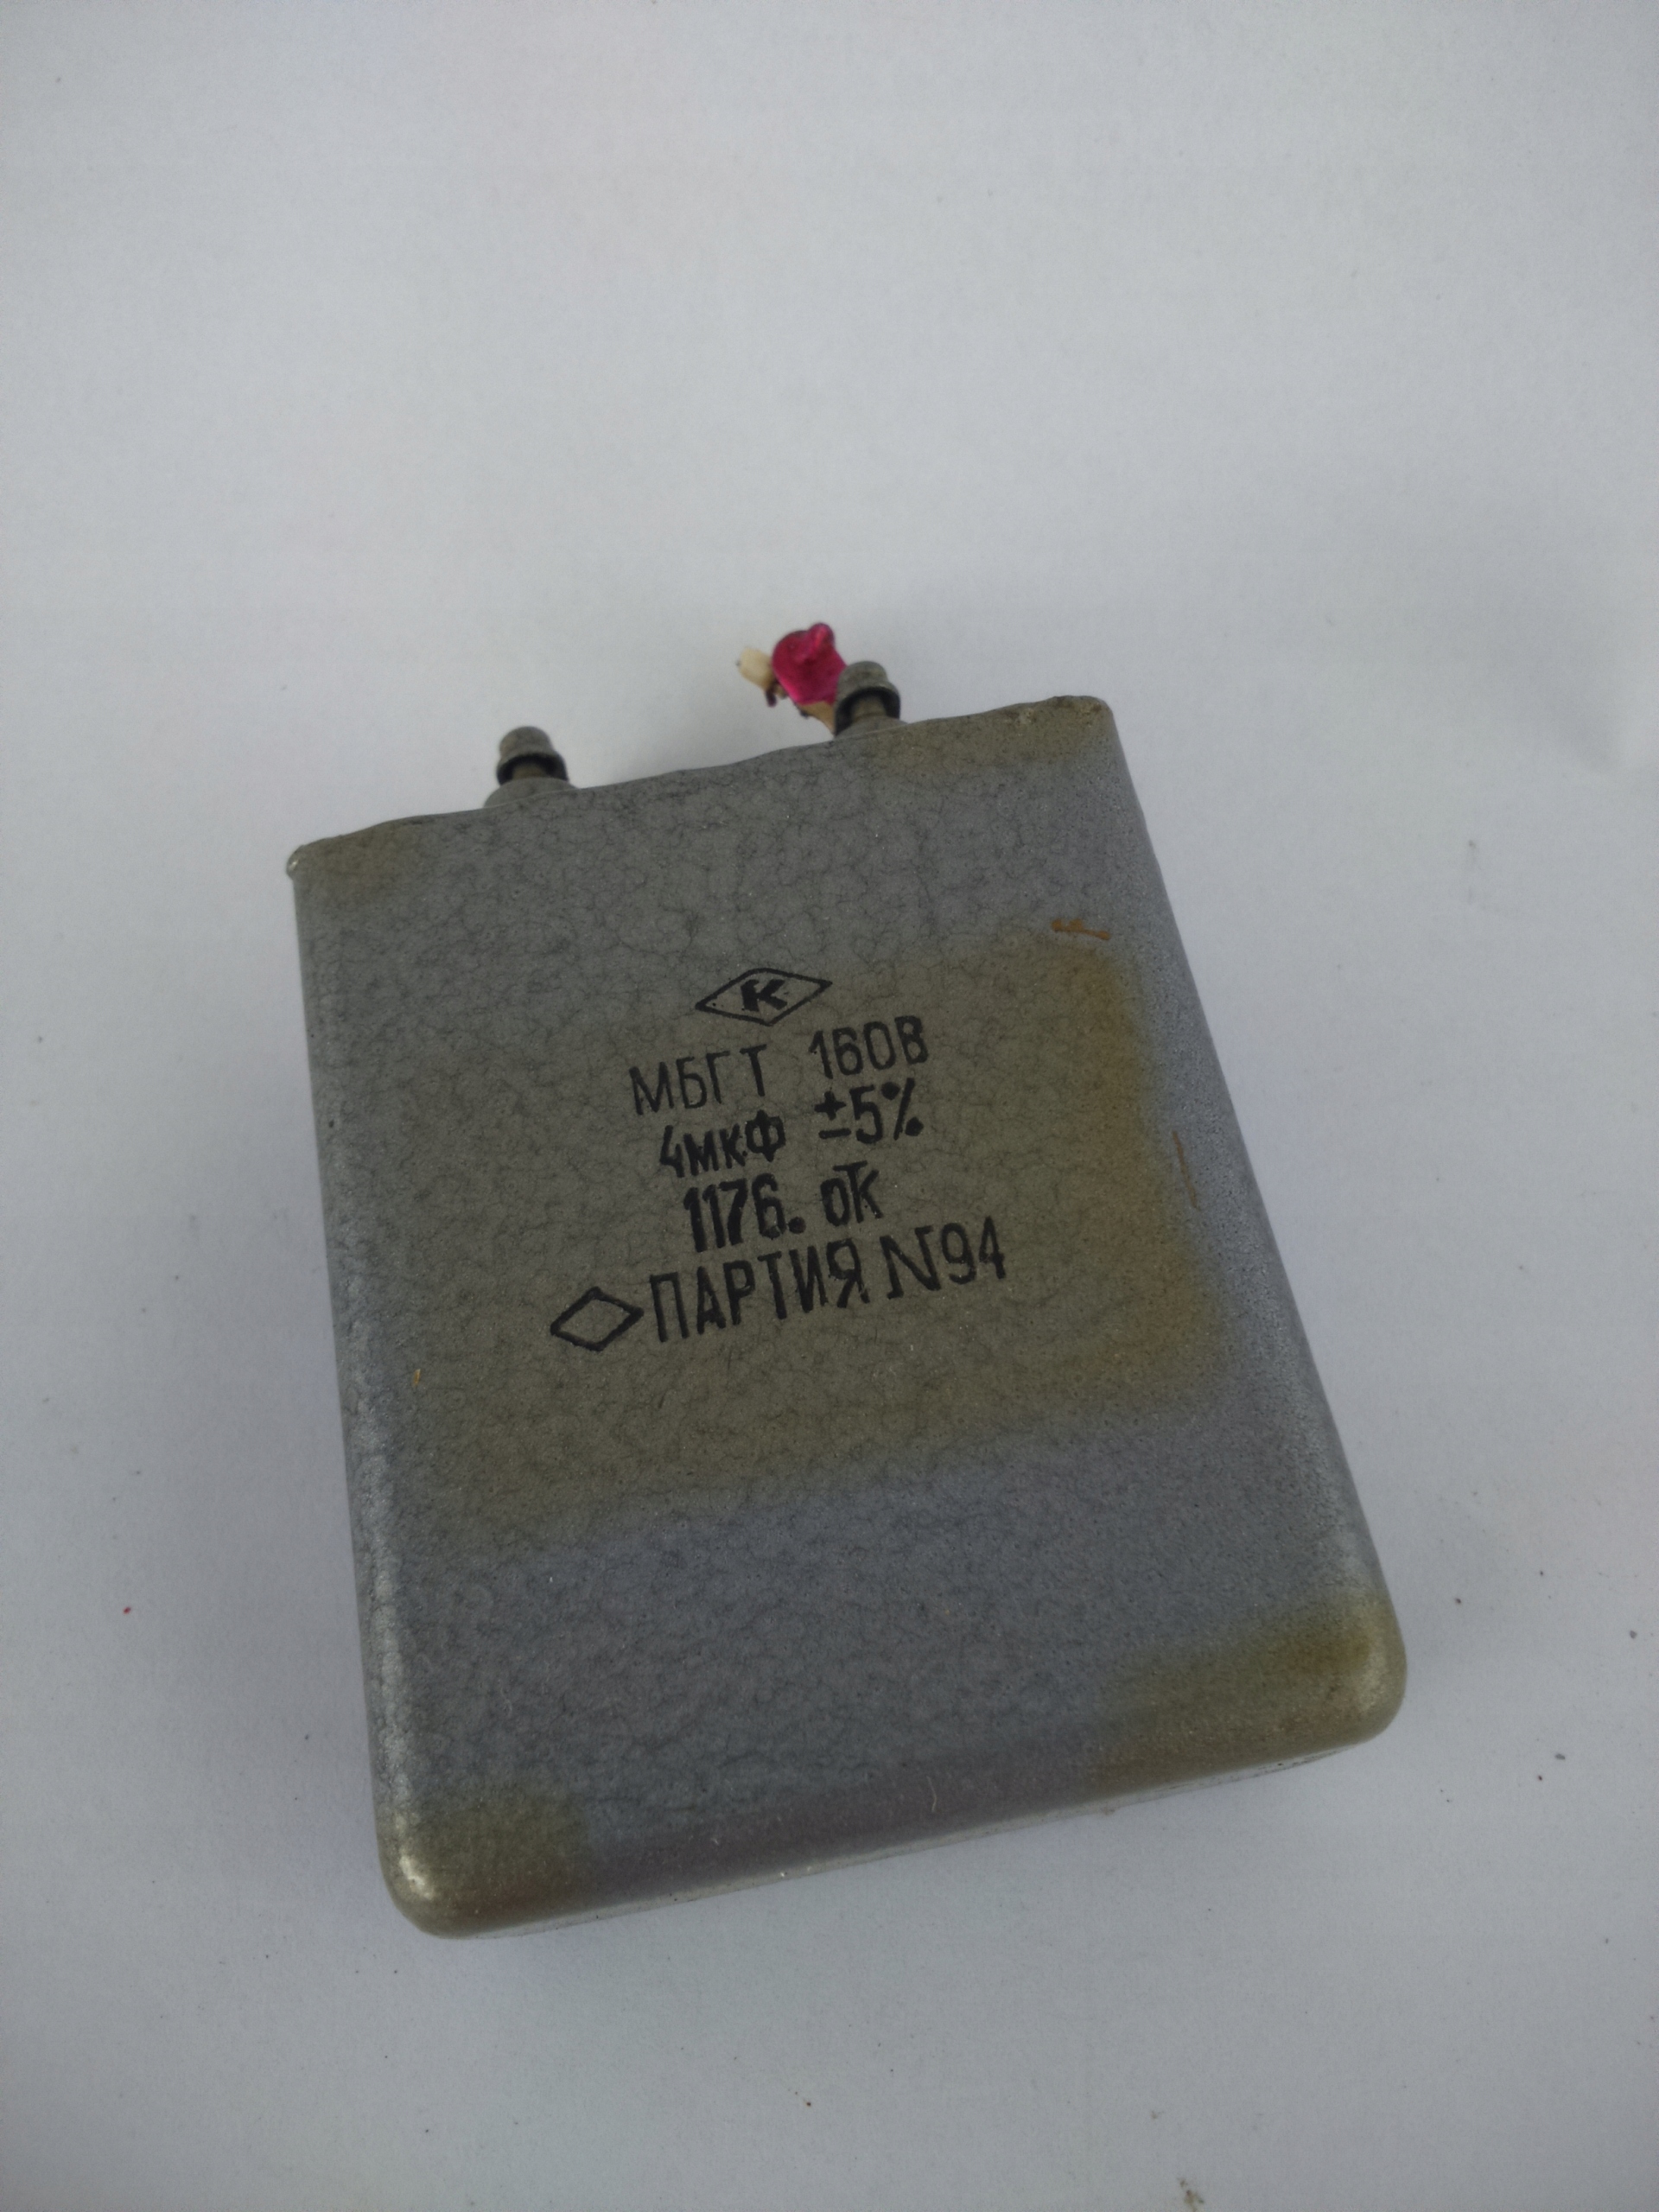 К
МБГТ 160В
4мкФ ±5%
1176. ОТК
ПАРТИЯ N94